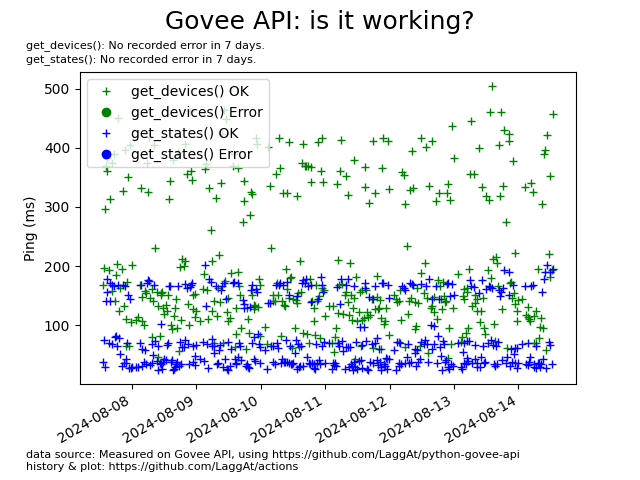 Govee API: is it working?
get_devices(): No recorded error in 7 days.
get_states(): No recorded error in 7 days.
get_devices() OK
get_devices() Error
get_states() OK
get_states() Error
500
400
300
200
100
Ping (ms)
2024-08-08
2024-08-09
2024-08-10
2024-08-11
2024-08-12
2024-08-13
2024-08-14
data source: Measured on Govee API, using https://github.com/LaggAt/python-govee-api
history & plot: https://github.com/LaggAt/actions